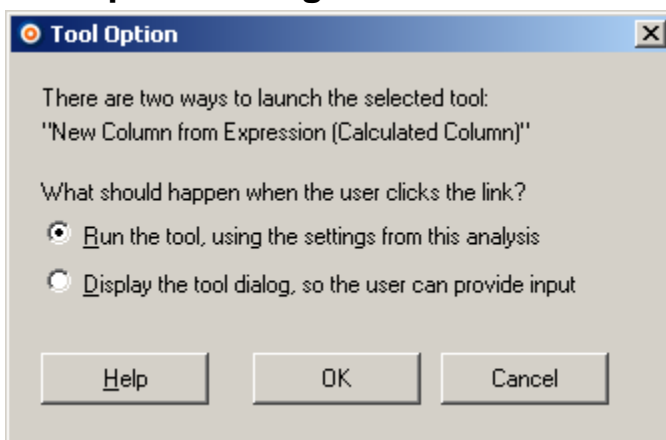 Tool Option
There are two ways to launch the selected tool:
"New Column from Expression (Calculated Column)"
What should happen when the user clicks the link?
Run the tool, using the settings from this analysis
Display the tool dialog, so the user can provide input
Help OK Cancel